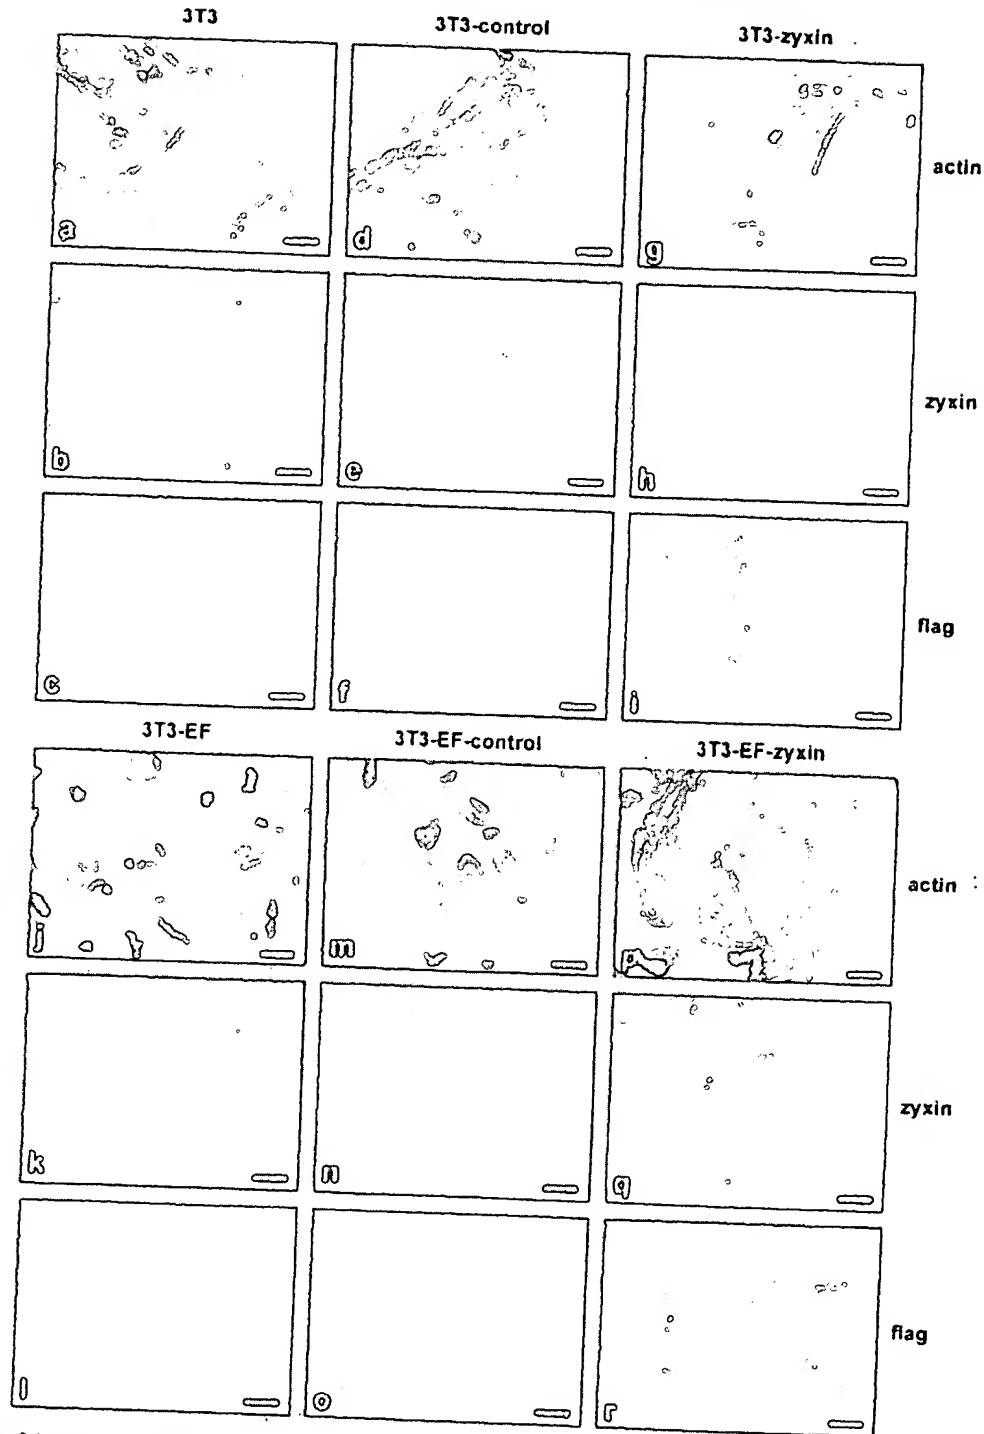 3T3 3T3-control 3T3-zyxin
a d g actin
b e h zyxin
c f i flag
3T3-EF 3T3-EF-control 3T3-EF-zyxin
j m actin
k n q zyxin
l o r flag